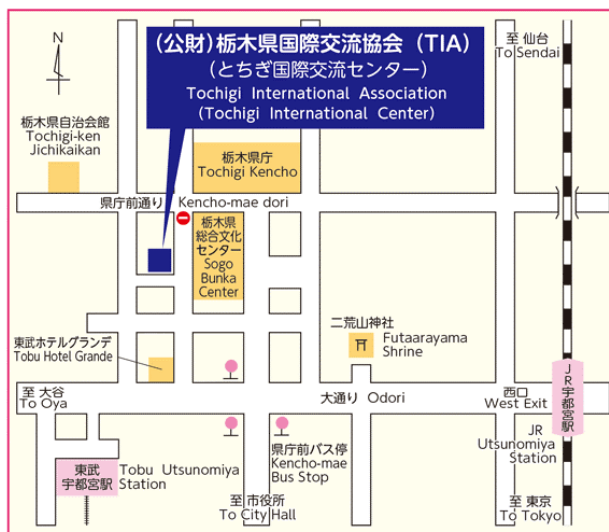 N
(公財)栃木県国際交流協会 (TIA)
(とちぎ国際交流センター)
Tochigi International Association
(Tochigi International Center)
至 仙台
To Sendai
栃木県自治会館
Tochigi-ken
Jichikaikan
栃木県庁
Tochigi Kencho
県庁前通り Kencho-mae dori
栃木県
総合文化
センター
Sogo
Bunka
Center
東武ホテルグランデ
Tobu Hotel Grande
二荒山神社
Futaarayama
Shrine
至 大谷
To Oya
大通り Odori
西口
West Exit
JR宇都宮駅
JR
Utsunomiya
Station
東武
宇都宮駅
Tobu Utsunomiya
Station
県庁前バス停
Kencho-mae
Bus Stop
至 市役所
To City Hall
至 東京
To Tokyo